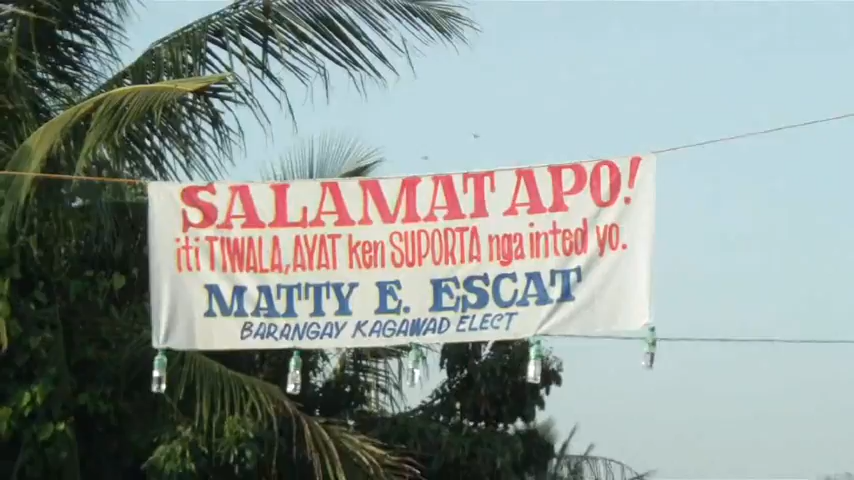 SALAMAT APO!
iti TIWALA, AYAT ken SUPORTA nga inted yo.
MATTY E. ESCAT
BARANGAY KAGAWAD ELECT